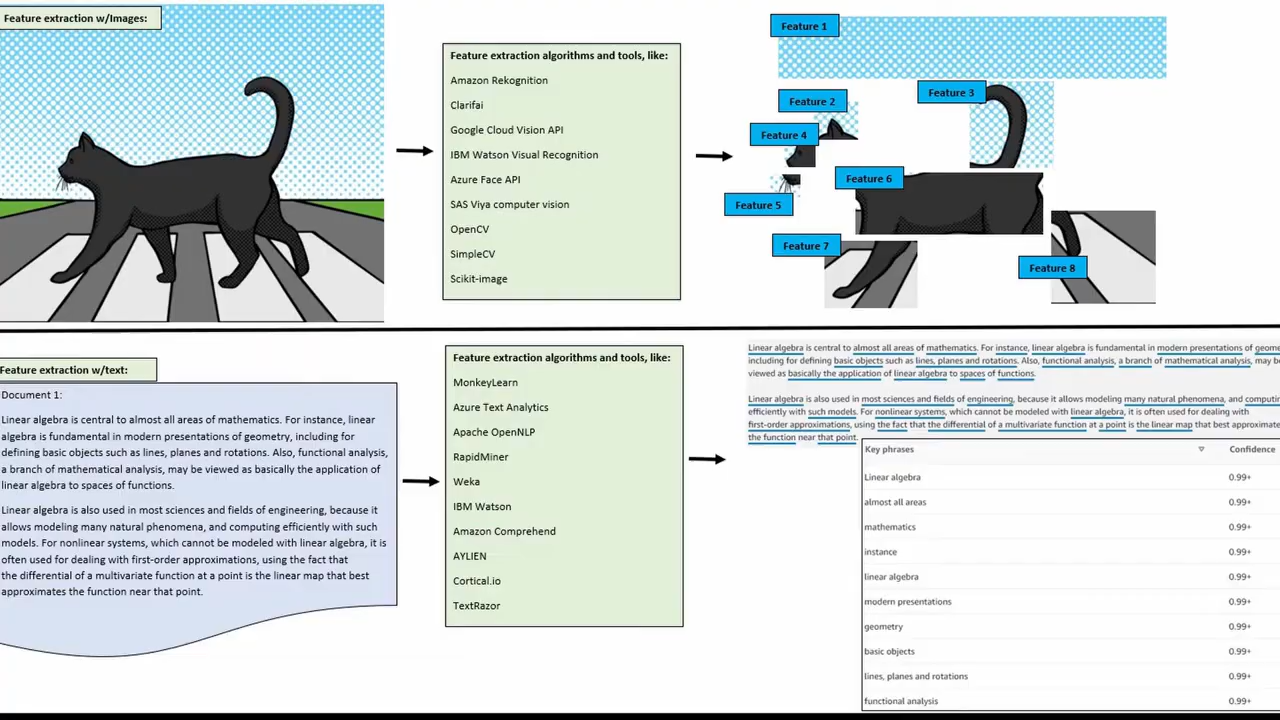 Feature extraction w/Images:
Feature extraction algorithms and tools, like:
Amazon Rekognition
Clarifai
Google Cloud Vision API
IBM Watson Visual Recognition
Azure Face API
SAS Viya computer vision
OpenCV
SimpleCV
Scikit-image
Feature 1
Feature 2
Feature 3
Feature 4
Feature 5
Feature 6
Feature 7
Feature 8
Feature extraction w/text:
Document 1:
Linear algebra is central to almost all areas of mathematics. For instance, linear
algebra is fundamental in modern presentations of geometry, including for
defining basic objects such as lines, planes and rotations. Also, functional analysis,
a branch of mathematical analysis, may be viewed as basically the application of
linear algebra to spaces of functions.
Linear algebra is also used in most sciences and fields of engineering, because it
allows modeling many natural phenomena, and computing efficiently with such
models. For nonlinear systems, which cannot be modeled with linear algebra, it is
often used for dealing with first-order approximations, using the fact that
the differential of a multivariate function at a point is the linear map that best
approximates the function near that point.
Feature extraction algorithms and tools, like:
MonkeyLearn
Azure Text Analytics
Apache OpenNLP
RapidMiner
Weka
IBM Watson
Amazon Comprehend
AYLIEN
Cortical.io
TextRazor
Linear algebra is central to almost all areas of mathematics. For instance, linear algebra is fundamental in modern presentations of geome
including for defining basic objects such as lines, planes and rotations. Also, functional analysis, a branch of mathematical analysis, may be
viewed as basically the application of linear algebra to spaces of functions.
Linear algebra is also used in most sciences and fields of engineering, because it allows modeling many natural phenomena, and computin
efficiently with such models. For nonlinear systems, which cannot be modeled with linear algebra, it is often used for dealing with
first-order approximations, using the fact that the differential of a multivariate function at a point is the linear map that best approximate
the function near that point.
Key phrases Confidence
Linear algebra 0.99+
almost all areas 0.99+
mathematics 0.99+
instance 0.99+
linear algebra 0.99+
modern presentations 0.99+
geometry 0.99+
basic objects 0.99+
lines, planes and rotations 0.99+
functional analysis 0.99+